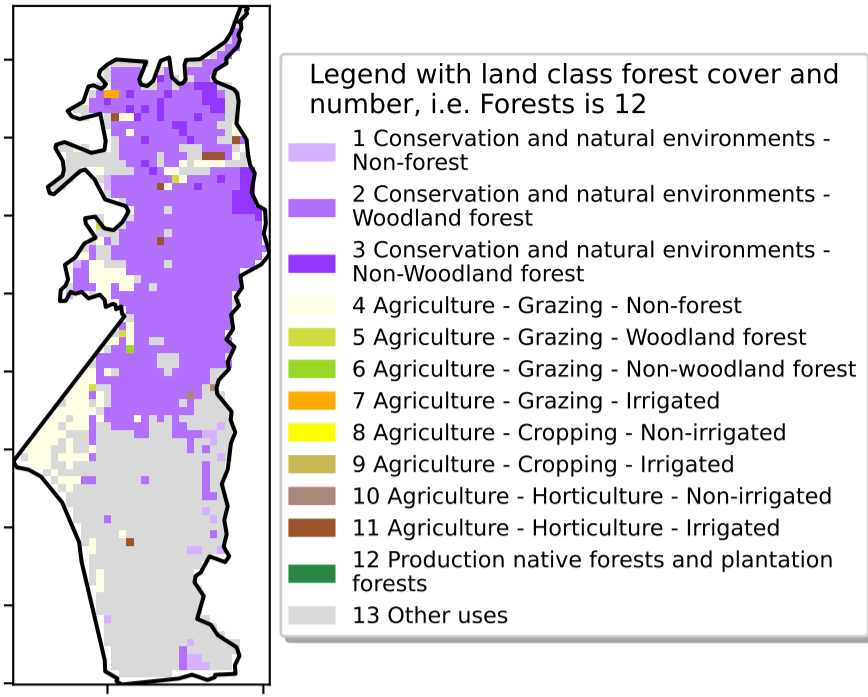 Legend with land class forest cover and
number, i.e. Forests is 12
1 Conservation and natural environments -
Non-forest
2 Conservation and natural environments -
Woodland forest
3 Conservation and natural environments -
Non-Woodland forest
4 Agriculture - Grazing - Non-forest
5 Agriculture - Grazing - Woodland forest
6 Agriculture - Grazing - Non-woodland forest
7 Agriculture - Grazing - Irrigated
8 Agriculture - Cropping - Non-irrigated
9 Agriculture - Cropping - Irrigated
10 Agriculture - Horticulture - Non-irrigated
11 Agriculture - Horticulture - Irrigated
12 Production native forests and plantation
forests
13 Other uses